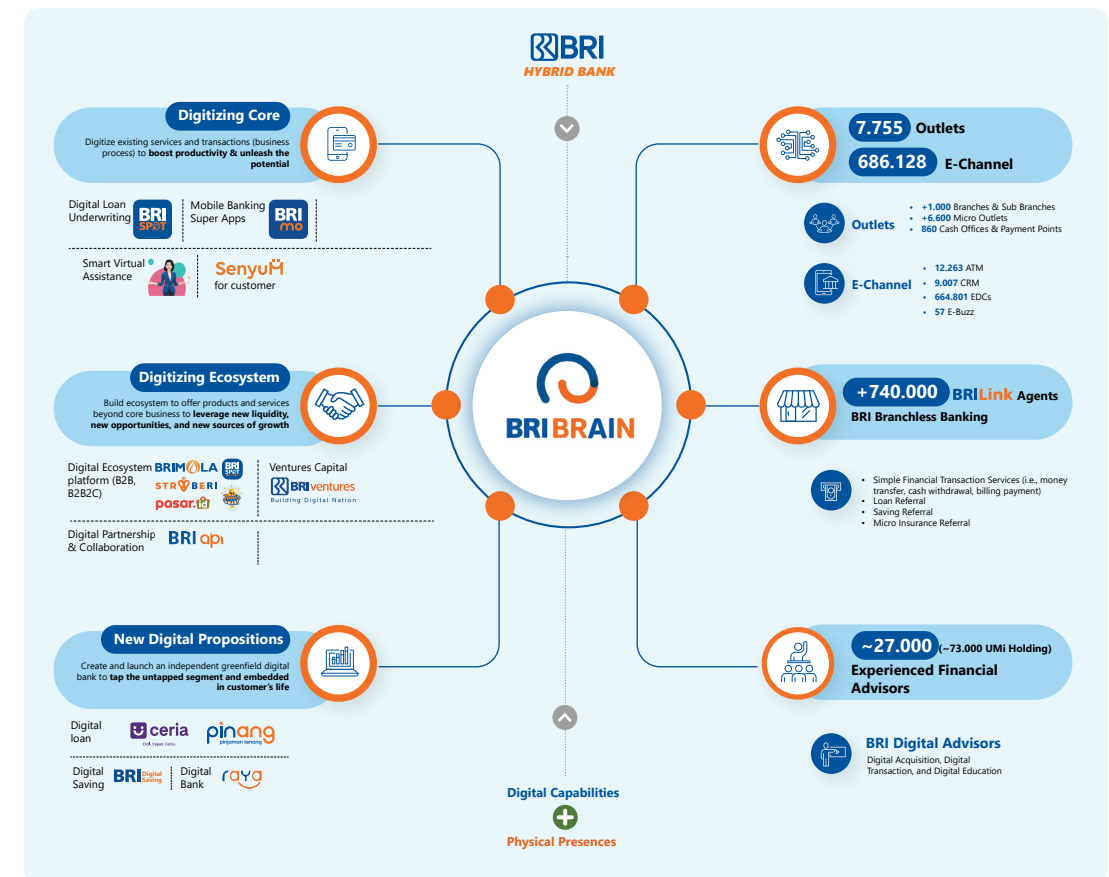 BRI
HYBRID BANK
Digitizing Core
Digitize existing services and transactions (business
process) to boost productivity & unleash the
potential
Digital Loan
Underwriting
BRI
SPOT
Mobile Banking
Super Apps
BRI
mo
Smart Virtual
Assistance
SenyuM
for customer
Digitizing Ecosystem
Build ecosystem to offer products and services
beyond core business to leverage new liquidity,
new opportunities, and new sources of growth
Digital Ecosystem
platform (B2B,
B2B2C)
BRIMOLA
BRI
SPOT
STROBERI
pasar.id
Ventures Capital
BRI ventures
Building Digital Nation
Digital Partnership
& Collaboration
BRI api
New Digital Propositions
Create and launch an independent greenfield digital
bank to tap the untapped segment and embedded
in customer's life
Digital
loan
ceria
Cicil. Cepat. Ceria.
pinang
pinjaman tenang
Digital
Saving
BRI Digital
Saving
Digital
Bank
raya
BRIBRAIN
Digital Capabilities
Physical Presences
7.755 Outlets
686.128 E-Channel
Outlets
• +1.000 Branches & Sub Branches
• +6.600 Micro Outlets
• 860 Cash Offices & Payment Points
E-Channel
• 12.263 ATM
• 9.007 CRM
• 664.801 EDCs
• 57 E-Buzz
+740.000 BRILink Agents
BRI Branchless Banking
• Simple Financial Transaction Services (i.e., money
transfer, cash withdrawal, billing payment)
• Loan Referral
• Saving Referral
• Micro Insurance Referral
~27.000 (~73.000 UMi Holding)
Experienced Financial
Advisors
BRI Digital Advisors
Digital Acquisition, Digital
Transaction, and Digital Education